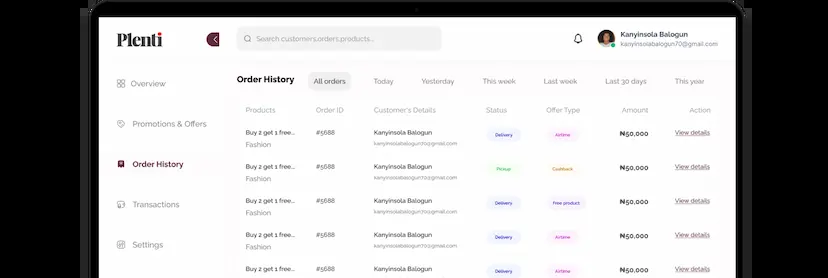 Plenti
Search customers,orders,products...
Kanyinsola Balogun
kanyinsolabalogun70@gmail.com
Overview
Promotions & Offers
Order History
Transactions
Settings
Order History
All orders
Today
Yesterday
This week
Last week
Last 30 days
This year
Products Order ID Customer's Details Status Offer Type Amount Action
Buy 2 get 1 free... #5688 Kanyinsola Balogun Delivery Airtime ₦50,000 View details
Fashion kanyinsolabalogun70@gmail.com
Buy 2 get 1 free... #5688 Kanyinsola Balogun Pickup Cashback ₦50,000 View details
Fashion kanyinsolabalogun70@gmail.com
Buy 2 get 1 free... #5688 Kanyinsola Balogun Delivery Free product ₦50,000 View details
Fashion kanyinsolabalogun70@gmail.com
Buy 2 get 1 free... #5688 Kanyinsola Balogun Delivery Airtime ₦50,000 View details
Fashion kanyinsolabalogun70@gmail.com
Buy 2 get 1 free... #5688 Kanyinsola Balogun Delivery Airtime ₦50,000 View details